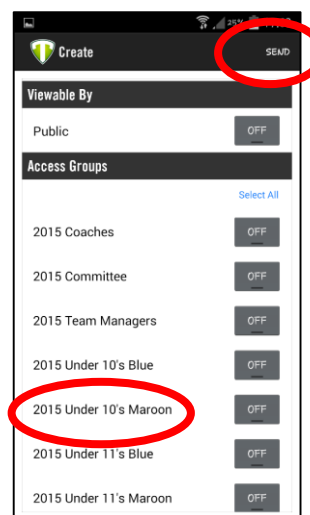 25%
Create SEND
Viewable By
Public OFF
Access Groups
Select All
2015 Coaches OFF
2015 Committee OFF
2015 Team Managers OFF
2015 Under 10's Blue OFF
2015 Under 10's Maroon OFF
2015 Under 11's Blue OFF
2015 Under 11's Maroon OFF